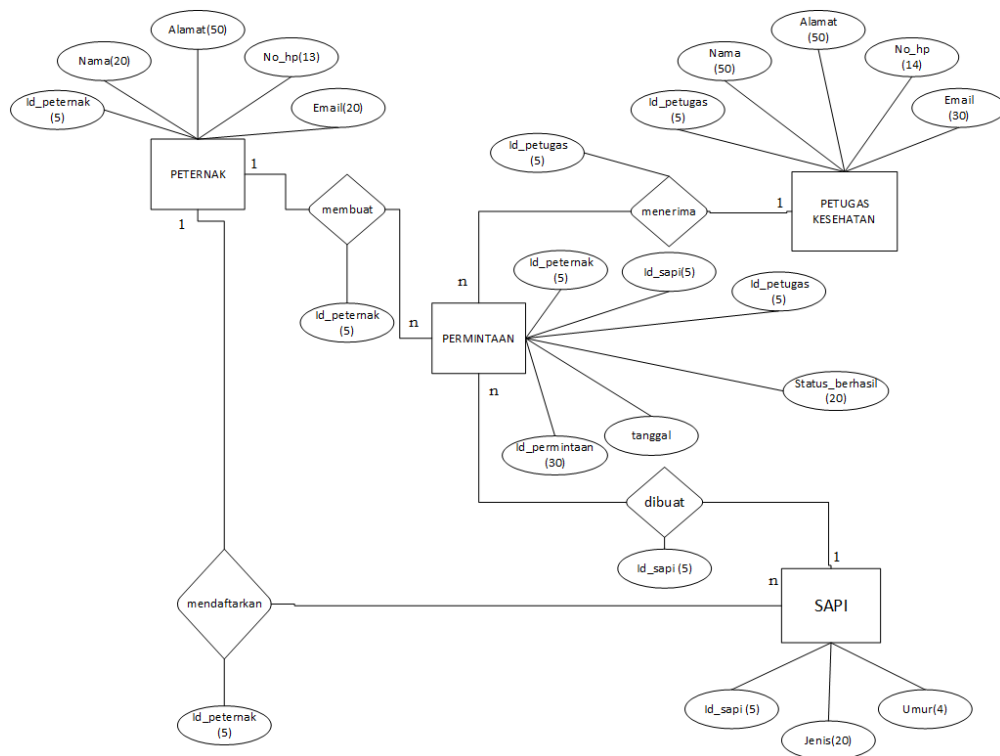 Alamat(50)
Nama(20)
No_hp(13)
Id_peternak
(5)
Email(20)
PETERNAK
1
1
membuat
Id_peternak
(5)
n
Alamat
(50)
Nama
(50)
No_hp
(14)
Id_petugas
(5)
Email
(30)
PETUGAS
KESEHATAN
1
Id_petugas
(5)
menerima
n
Id_peternak
(5)
Id_sapi(5)
Id_petugas
(5)
PERMINTAAN
Status_berhasil
(20)
tanggal
Id_permintaan
(30)
n
dibuat
Id_sapi (5)
1
n
mendaftarkan
Id_peternak
(5)
SAPI
Id_sapi (5)
Jenis(20)
Umur(4)